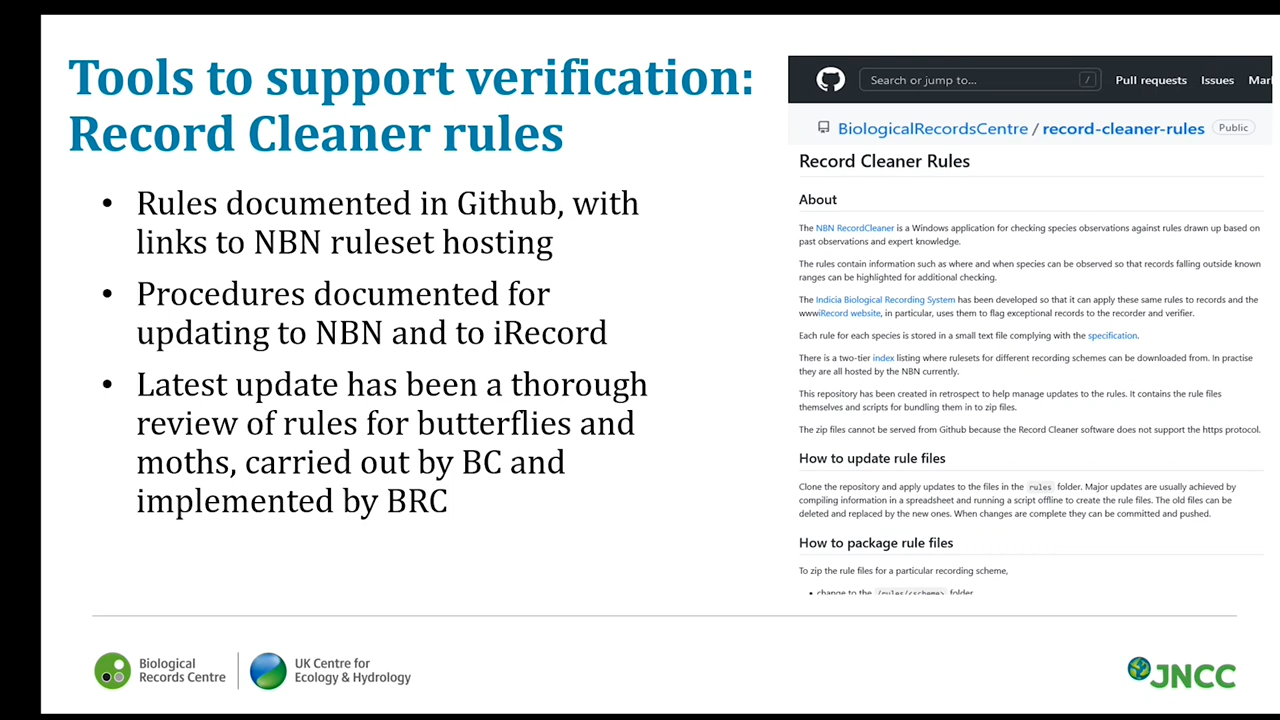 Tools to support verification:
Record Cleaner rules
• Rules documented in Github, with
links to NBN ruleset hosting
• Procedures documented for
updating to NBN and to iRecord
• Latest update has been a thorough
review of rules for butterflies and
moths, carried out by BC and
implemented by BRC
Search or jump to... / Pull requests Issues Mar
BiologicalRecordsCentre / record-cleaner-rules Public
Record Cleaner Rules
About
The NBN RecordCleaner is a Windows application for checking species observations against rules drawn up based on
past observations and expert knowledge.
The rules contain information such as where and when species can be observed so that records falling outside known
ranges can be highlighted for additional checking.
The Indicia Biological Recording System has been developed so that it can apply these same rules to records and the
wwwiRecord website, in particular, uses them to flag exceptional records to the recorder and verifier.
Each rule for each species is stored in a small text file complying with the specification.
There is a two-tier index listing where rulesets for different recording schemes can be downloaded from. In practise
they are all hosted by the NBN currently.
This repository has been created in retrospect to help manage updates to the rules. It contains the rule files
themselves and scripts for bundling them in to zip files.
The zip files cannot be served from Github because the Record Cleaner software does not support the https protocol.
How to update rule files
Clone the repository and apply updates to the files in the rules folder. Major updates are usually achieved by
compiling information in a spreadsheet and running a script offline to create the rule files. The old files can be
deleted and replaced by the new ones. When changes are complete they can be committed and pushed.
How to package rule files
To zip the rule files for a particular recording scheme,
• change to the /rules/<scheme> folder
Biological
Records Centre
UK Centre for
Ecology & Hydrology
JNCC